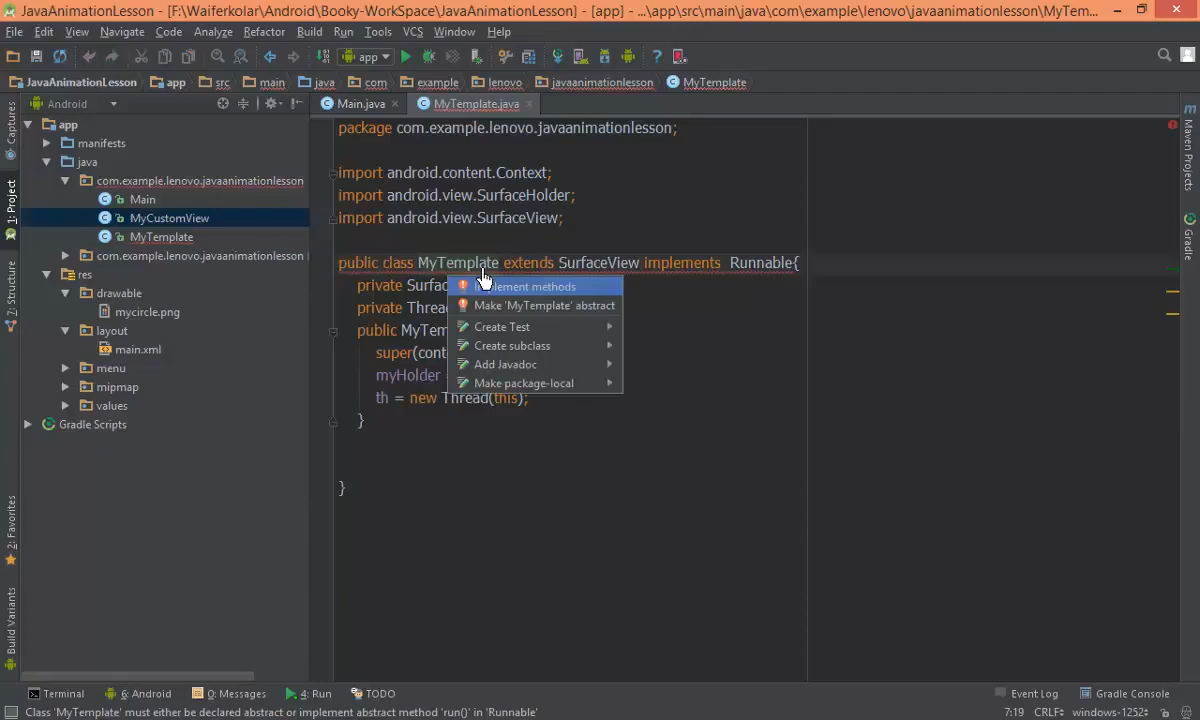 JavaAnimationLesson - [F:\Waiferkolar\Android\Booky-WorkSpace\JavaAnimationLesson] - [app] - ...\app\src\main\java\com\example\lenovo\javaanimationlesson\MyTem...
File Edit View Navigate Code Analyze Refactor Build Run Tools VCS Window Help
app
JavaAnimationLesson app src main java com example lenovo javaanimationlesson MyTemplate
Android
Main.java MyTemplate.java
Captures
1: Project
Z: Structure
2: Favorites
Build Variants
app
manifests
java
com.example.lenovo.javaanimationlesson
Main
MyCustomView
MyTemplate
com.example.lenovo.javaanimationlesson
res
drawable
mycircle.png
layout
main.xml
menu
mipmap
values
Gradle Scripts
package com.example.lenovo.javaanimationlesson;
import android.content.Context;
import android.view.SurfaceHolder;
import android.view.SurfaceView;
public class MyTemplate extends SurfaceView implements Runnable{
private Surfac
private Threa
public MyTem
super(cont
myHolder =
th = new Thread(this);
}
}
Implement methods
Make 'MyTemplate' abstract
Create Test
Create subclass
Add Javadoc
Make package-local
Maven Projects
Gradle
Terminal 6: Android 0: Messages 4: Run TODO Event Log Gradle Console
Class 'MyTemplate' must either be declared abstract or implement abstract method 'run()' in 'Runnable' 7:19 CRLF÷ windows-1252÷